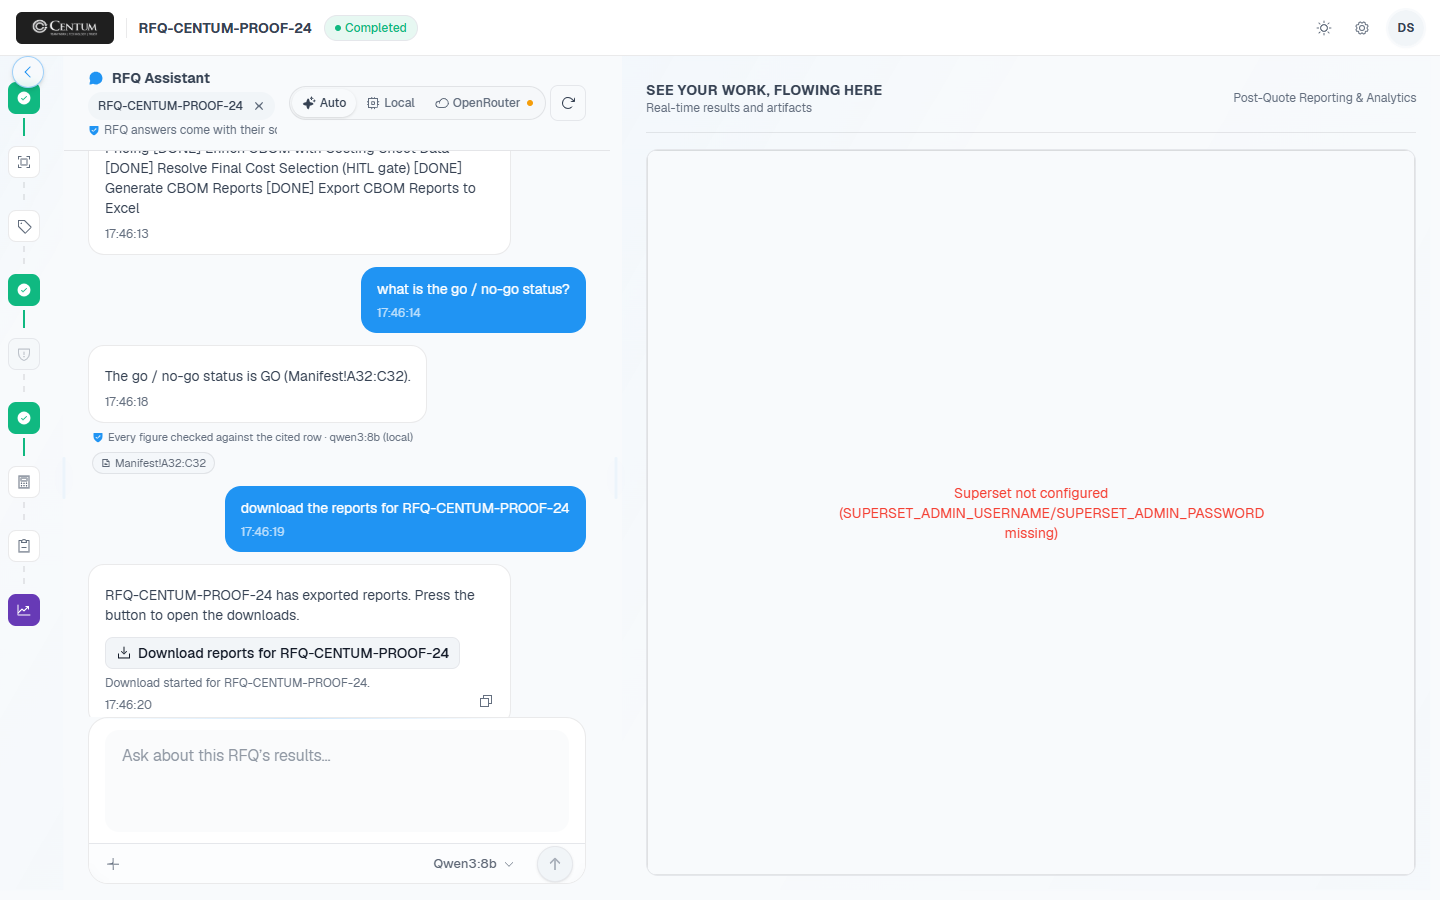 CENTUM
RFQ-CENTUM-PROOF-24
Completed
DS
RFQ Assistant
RFQ-CENTUM-PROOF-24
Auto
Local
OpenRouter
RFQ answers come with their
[DONE] Resolve Final Cost Selection (HITL gate) [DONE]
Generate CBOM Reports [DONE] Export CBOM Reports to
Excel
17:46:13
what is the go / no-go status?
17:46:14
The go / no-go status is GO (Manifest!A32:C32).
17:46:18
Every figure checked against the cited row · qwen3:8b (local)
Manifest!A32:C32
download the reports for RFQ-CENTUM-PROOF-24
17:46:19
RFQ-CENTUM-PROOF-24 has exported reports. Press the
button to open the downloads.
Download reports for RFQ-CENTUM-PROOF-24
Download started for RFQ-CENTUM-PROOF-24.
17:46:20
Ask about this RFQ's results...
Qwen3:8b
SEE YOUR WORK, FLOWING HERE
Real-time results and artifacts
Post-Quote Reporting & Analytics
Superset not configured
(SUPERSET_ADMIN_USERNAME/SUPERSET_ADMIN_PASSWORD
missing)